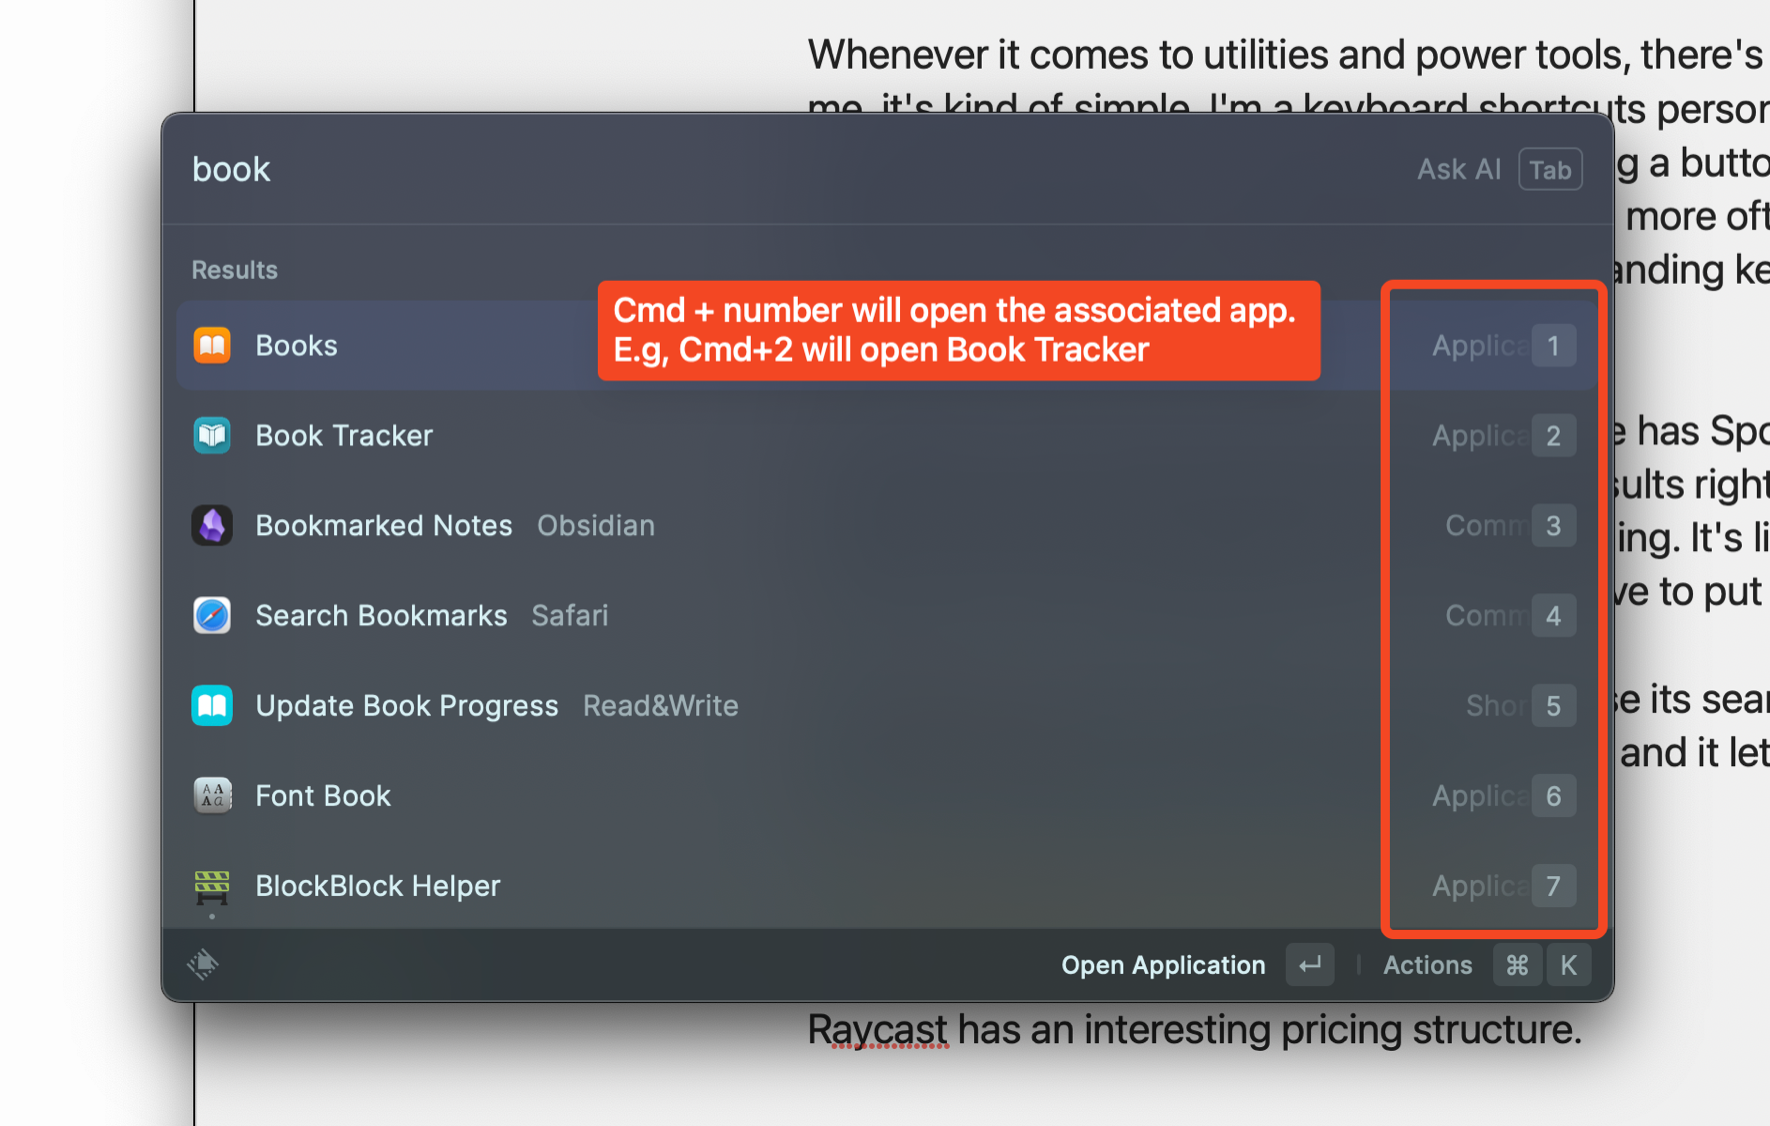 Whenever it comes to utilities and power tools, there's
me, it's kind of simple. I'm a keyboard shortcuts person
g a butto
more oft
anding ke
book
Ask AI Tab
Results
Cmd + number will open the associated app.
E.g, Cmd+2 will open Book Tracker
Books Applica 1
Book Tracker Applica 2
e has Spo
Bookmarked Notes Obsidian Comm 3
sults right
ing. It's li
Search Bookmarks Safari Comm 4
ve to put
Update Book Progress Read&Write Shor 5
se its sear
and it let
Font Book Applica 6
BlockBlock Helper Applica 7
Open Application ↵ | Actions ⌘ K
Raycast has an interesting pricing structure.